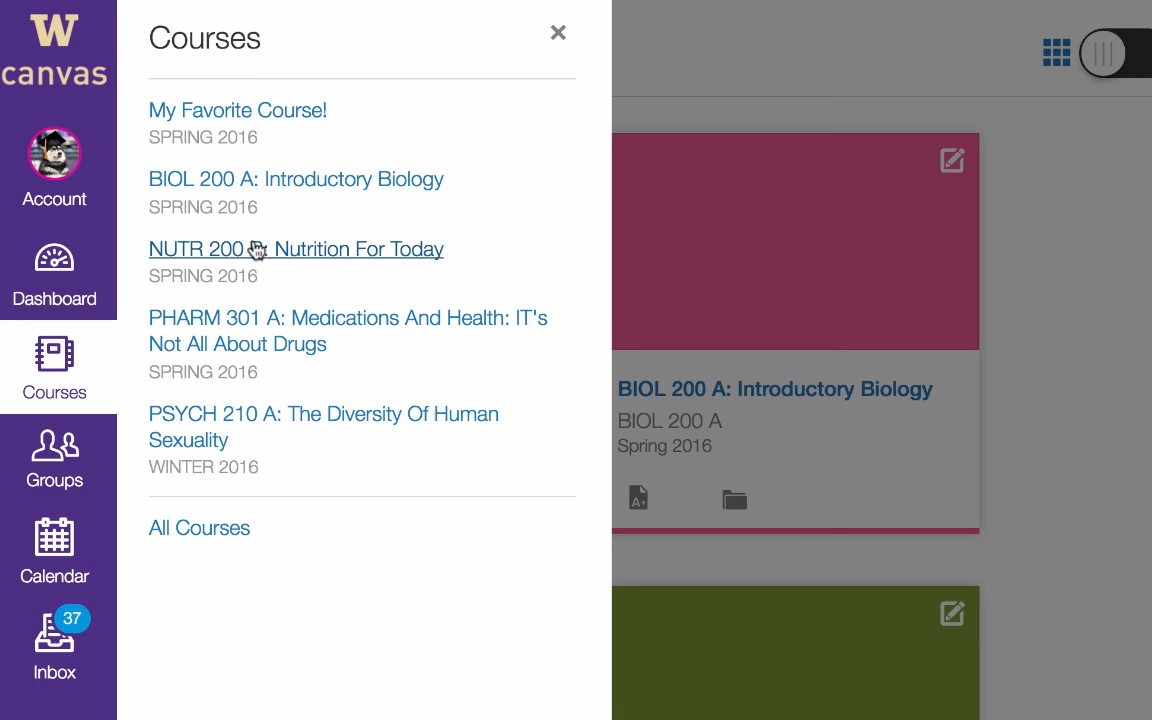 W
canvas
Account
Dashboard
Courses
Groups
Calendar
37
Inbox
Courses
×
My Favorite Course!
SPRING 2016
BIOL 200 A: Introductory Biology
SPRING 2016
NUTR 200 Nutrition For Today
SPRING 2016
PHARM 301 A: Medications And Health: IT's
Not All About Drugs
SPRING 2016
PSYCH 210 A: The Diversity Of Human
Sexuality
WINTER 2016
All Courses
BIOL 200 A: Introductory Biology
BIOL 200 A
Spring 2016
A+